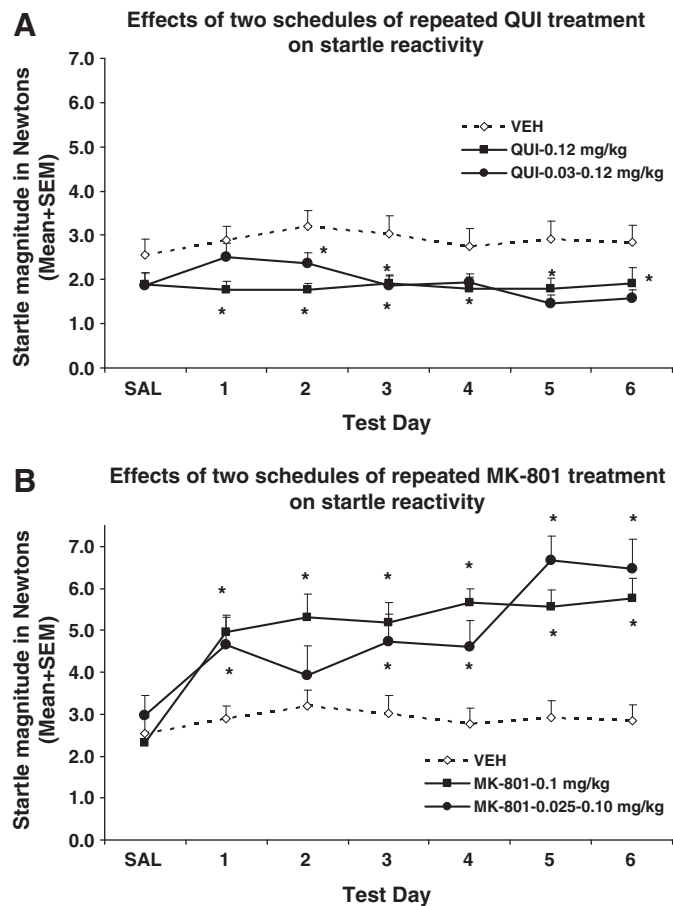 A
Effects of two schedules of repeated QUI treatment
on startle reactivity
Startle magnitude in Newtons
(Mean+SEM)
7.0
6.0
5.0
4.0
3.0
2.0
1.0
0.0
VEH
QUI-0.12 mg/kg
QUI-0.03-0.12 mg/kg
*
*
*
*
*
*
*
*
SAL 1 2 3 4 5 6
Test Day
B
Effects of two schedules of repeated MK-801 treatment
on startle reactivity
Startle magnitude in Newtons
(Mean+SEM)
7.0
6.0
5.0
4.0
3.0
2.0
1.0
0.0
*
*
*
*
*
*
*
*
*
*
*
VEH
MK-801-0.1 mg/kg
MK-801-0.025-0.10 mg/kg
SAL 1 2 3 4 5 6
Test Day